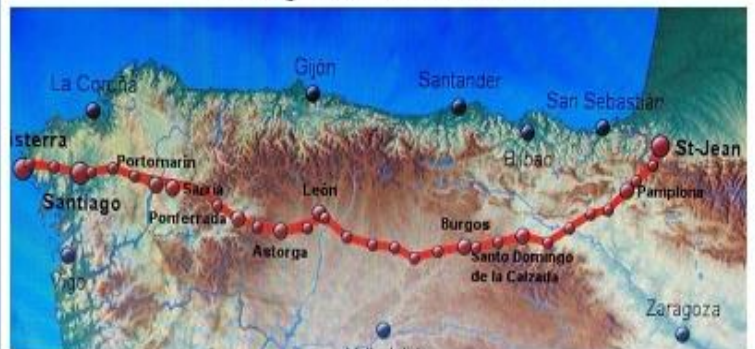 Gijón
La Coruña
Santander
San Sebastián
isterra
Bilbao
St-Jean
Portomarin
Sarria
León
Pamplona
Santiago
Ponferrada
Burgos
Astorga
Santo Domingo
de la Calzada
Vigo
Zaragoza